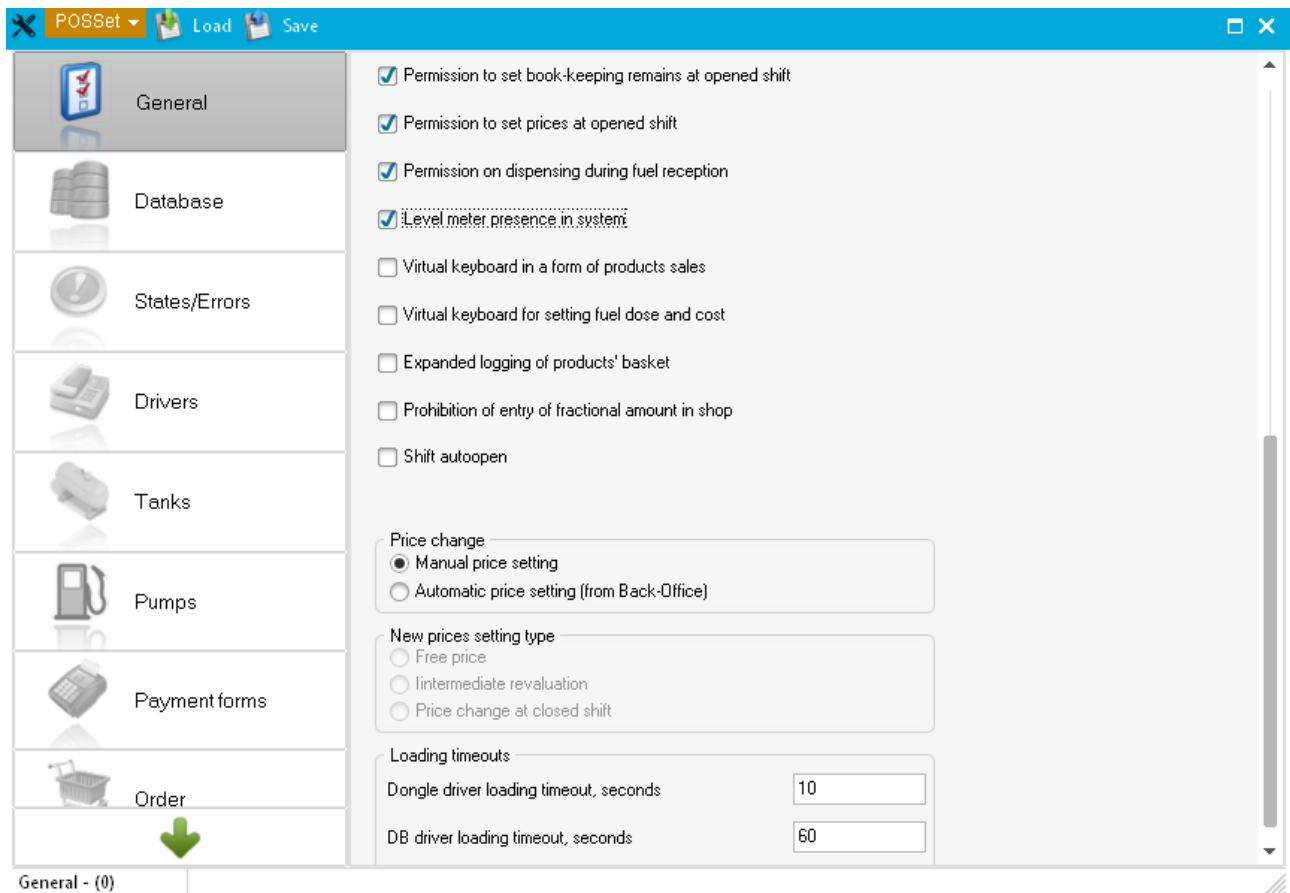 POSSet Load Save
General
Database
States/Errors
Drivers
Tanks
Pumps
Payment forms
Order
Permission to set book-keeping remains at opened shift
Permission to set prices at opened shift
Permission on dispensing during fuel reception
Level meter presence in system
Virtual keyboard in a form of products sales
Virtual keyboard for setting fuel dose and cost
Expanded logging of products' basket
Prohibition of entry of fractional amount in shop
Shift autoopen
Price change
Manual price setting
Automatic price setting (from Back-Office)
New prices setting type
Free price
Iintermediate revaluation
Price change at closed shift
Loading timeouts
Dongle driver loading timeout, seconds 10
DB driver loading timeout, seconds 60
General - (0)